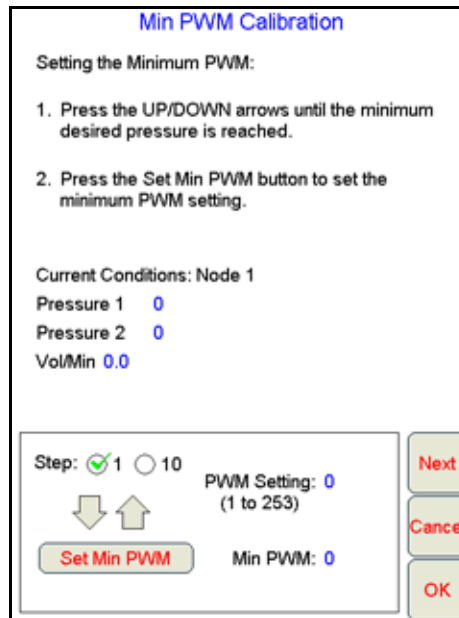 Min PWM Calibration
Setting the Minimum PWM:
1. Press the UP/DOWN arrows until the minimum
desired pressure is reached.
2. Press the Set Min PWM button to set the
minimum PWM setting.
Current Conditions: Node 1
Pressure 1 0
Pressure 2 0
Vol/Min 0.0
Step: 1 10
PWM Setting: 0
(1 to 253)
Set Min PWM
Min PWM: 0
Next
Cance
OK